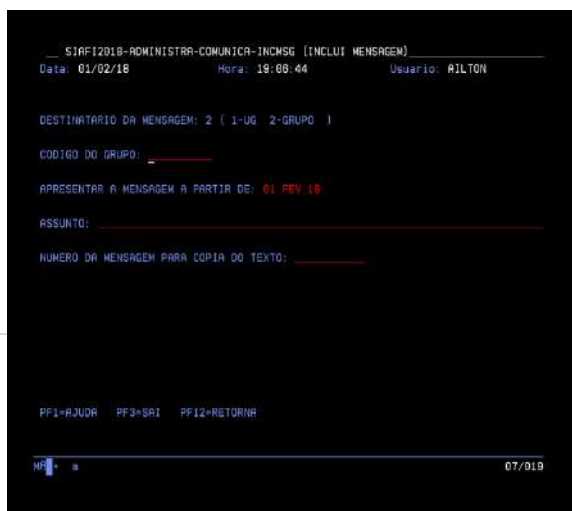 __ SIAFI2018-ADMINISTRA-COMUNICA-INCMSG (INCLUI MENSAGEM)
Data: 01/02/18 Hora: 19:08:44 Usuario: AILTON
DESTINATARIO DA MENSAGEM: 2 ( 1-UG 2-GRUPO )
CODIGO DO GRUPO:
APRESENTAR A MENSAGEM A PARTIR DE: 01 FEV 18
ASSUNTO:
NUMERO DA MENSAGEM PARA COPIA DO TEXTO:
PF1=AJUDA PF3=SAI PF12=RETORNA
MA + a 07/019